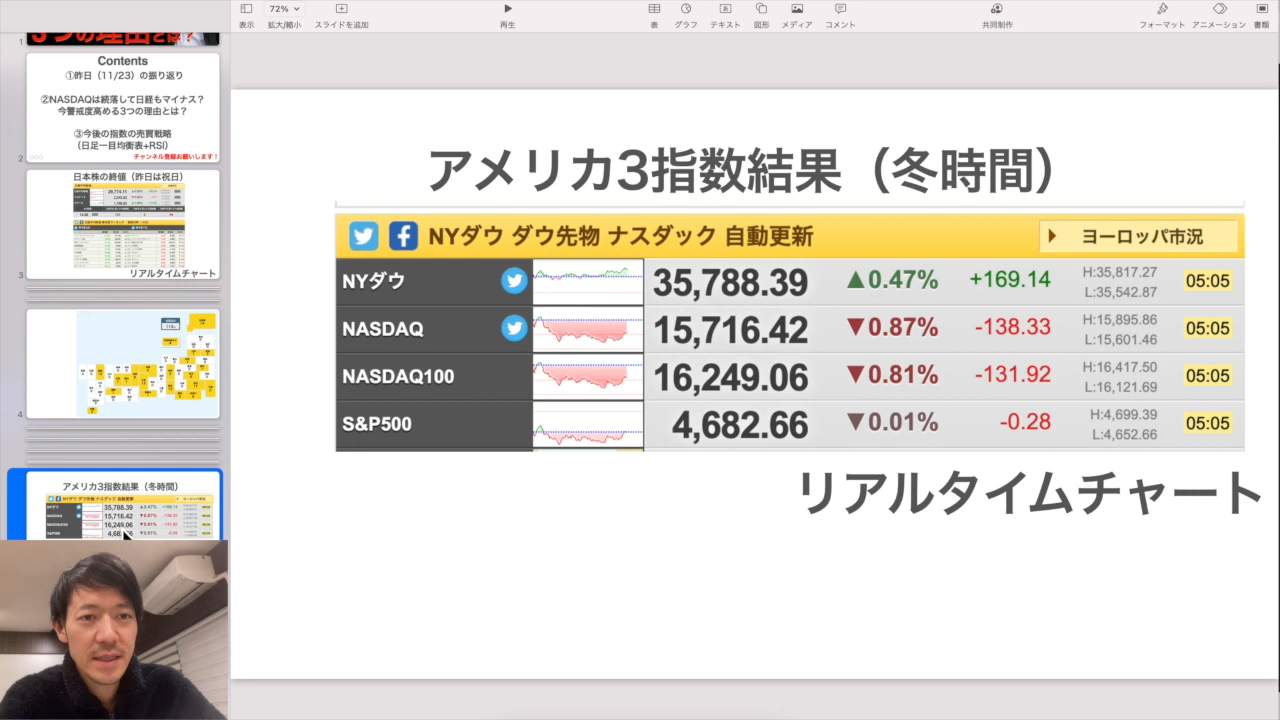 72%
表示
拡大/縮小
スライドを追加
再生
表
グラフ
テキスト
図形
メディア
コメント
共同制作
フォーマット
アニメーション
書類
1
3つの理由とは?
Contents
①昨日（11/23）の振り返り
②NASDAQは続落して日経もマイナス？
今警戒度高める3つの理由とは？
③今後の指数の売買戦略
（日足一目均衡表+RSI）
チャンネル登録お願いします！
2
日本株の終値（昨日は祝日）
リアルタイムチャート
3
4
アメリカ3指数結果（冬時間）
アメリカ3指数結果（冬時間）
NYダウ ダウ先物 ナスダック 自動更新
ヨーロッパ市況
NYダウ 35,788.39 ▲0.47% +169.14 H:35,817.27 L:35,542.87 05:05
NASDAQ 15,716.42 ▼0.87% -138.33 H:15,895.86 L:15,601.46 05:05
NASDAQ100 16,249.06 ▼0.81% -131.92 H:16,417.50 L:16,121.69 05:05
S&P500 4,682.66 ▼0.01% -0.28 H:4,699.39 L:4,652.66 05:05
リアルタイムチャート